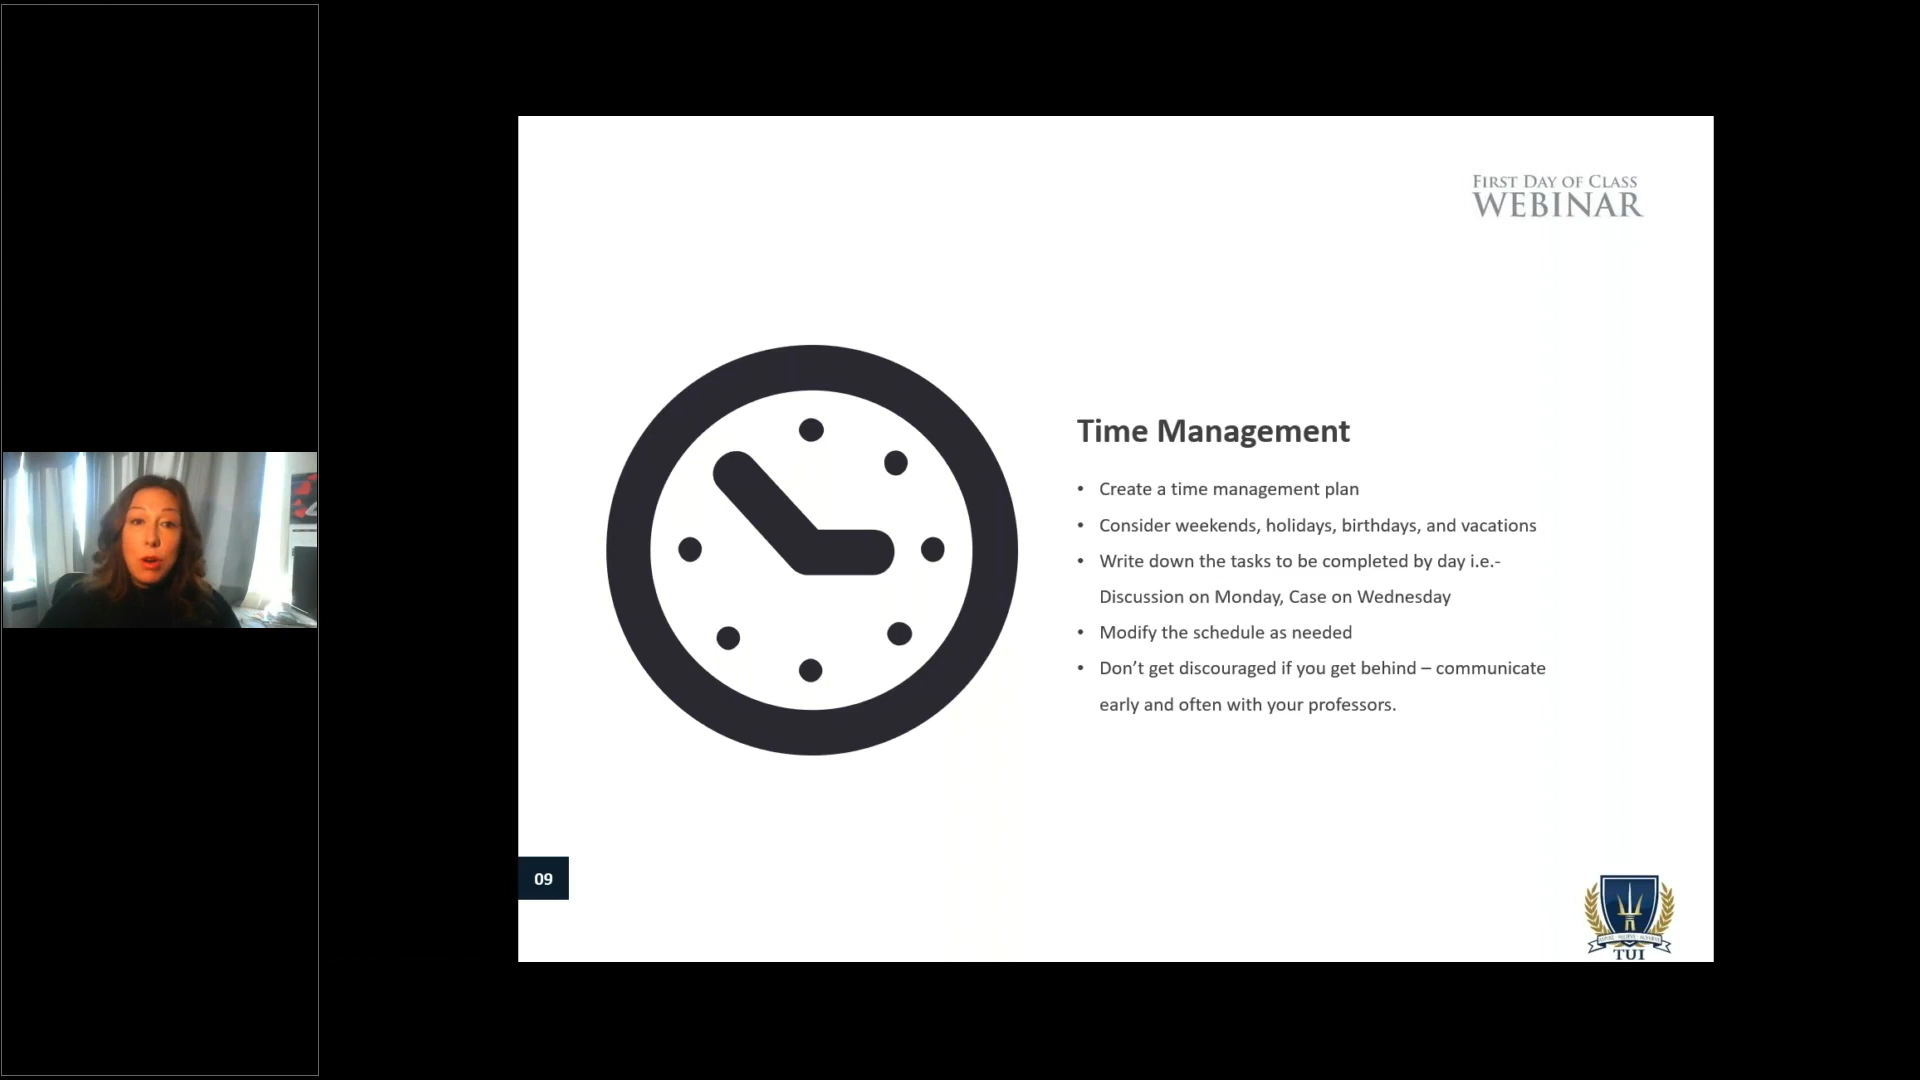 FIRST DAY OF CLASS
WEBINAR
Time Management
• Create a time management plan
• Consider weekends, holidays, birthdays, and vacations
• Write down the tasks to be completed by day i.e.-
Discussion on Monday, Case on Wednesday
• Modify the schedule as needed
• Don’t get discouraged if you get behind – communicate
early and often with your professors.
09
TUI